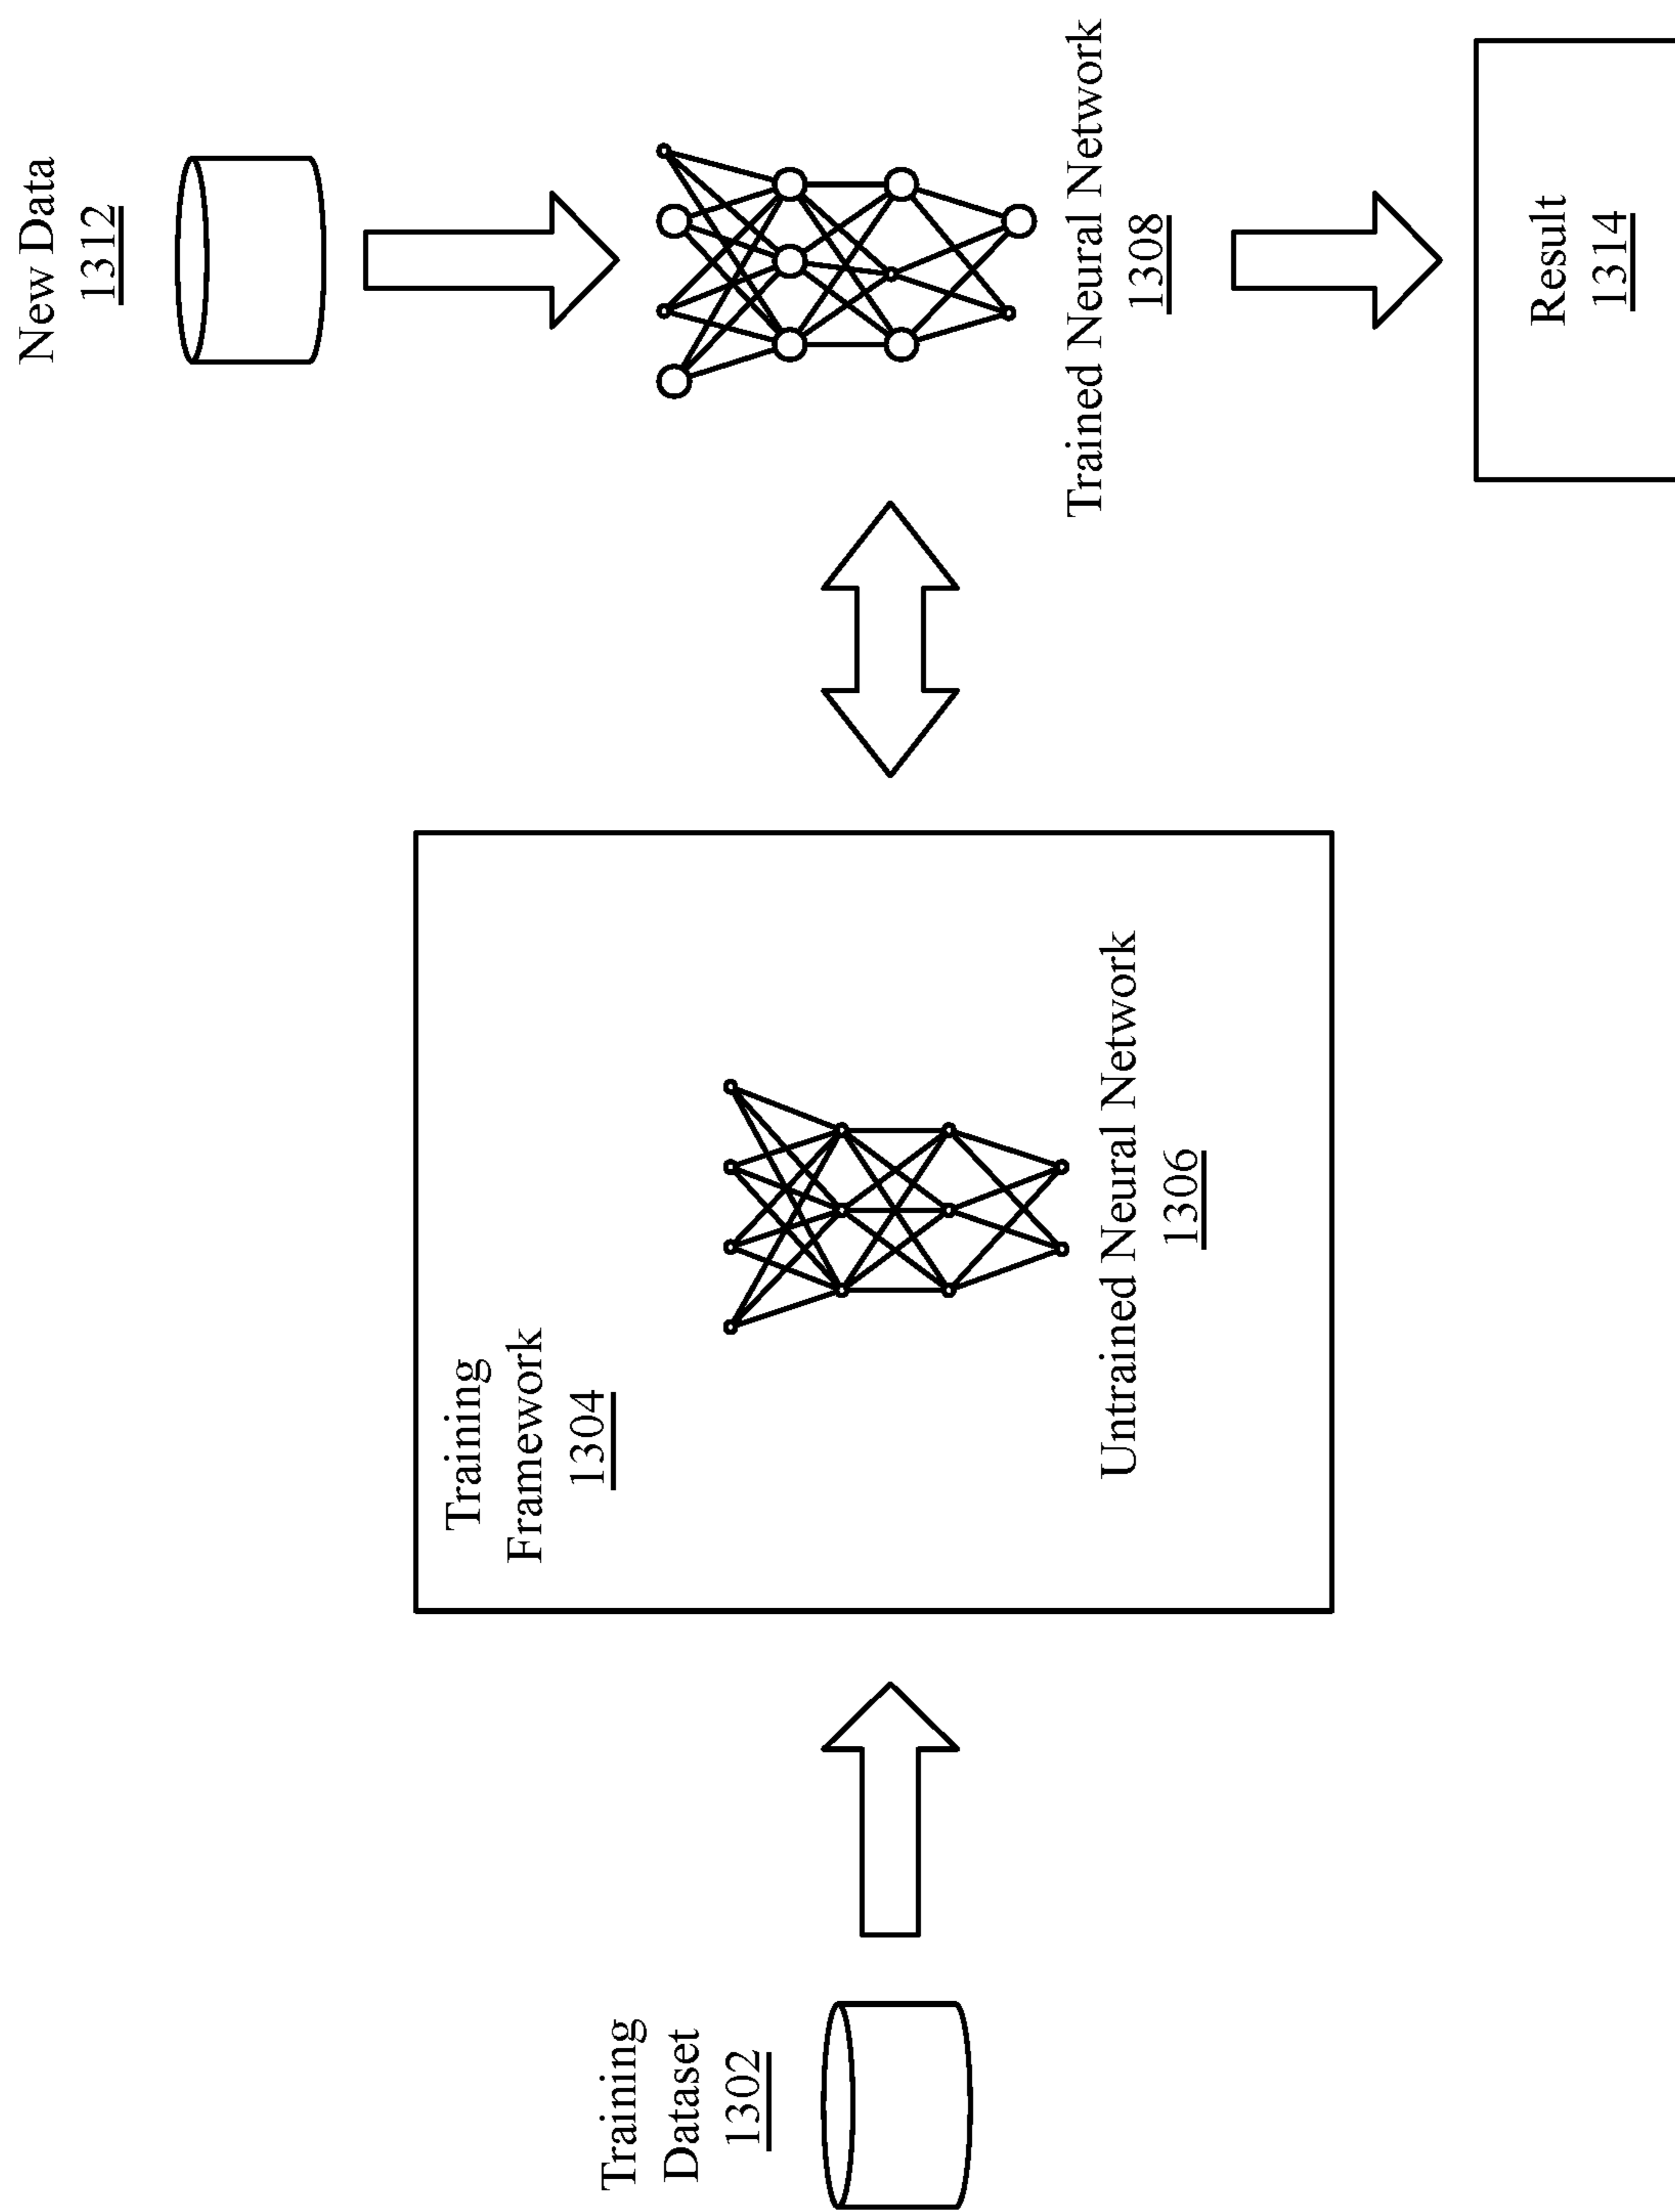 Training
Dataset
1302
Training
Framework
1304
Untrained Neural Network
1306
New Data
1312
Trained Neural Network
1308
Result
1314